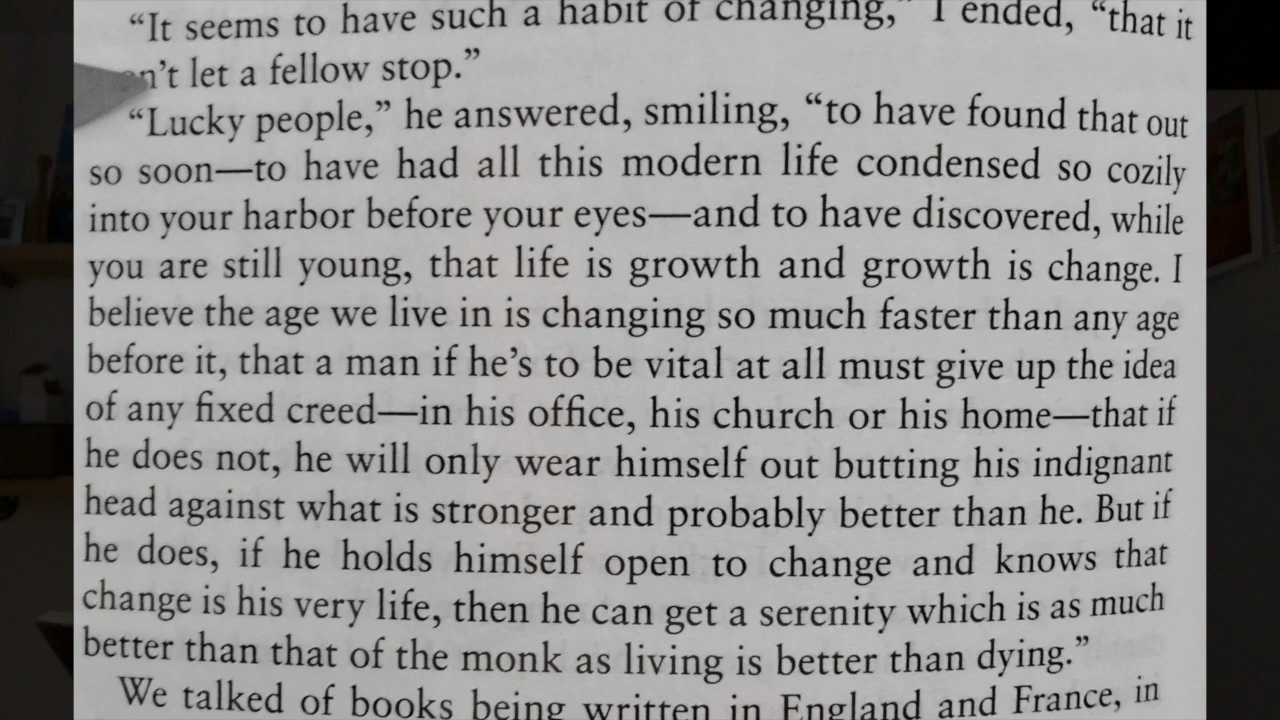 “It seems to have such a habit of changing,” I ended, “that it
n’t let a fellow stop.”
“Lucky people,” he answered, smiling, “to have found that out
so soon—to have had all this modern life condensed so cozily
into your harbor before your eyes—and to have discovered, while
you are still young, that life is growth and growth is change. I
believe the age we live in is changing so much faster than any age
before it, that a man if he’s to be vital at all must give up the idea
of any fixed creed—in his office, his church or his home—that if
he does not, he will only wear himself out butting his indignant
head against what is stronger and probably better than he. But if
he does, if he holds himself open to change and knows that
change is his very life, then he can get a serenity which is as much
better than that of the monk as living is better than dying.”
We talked of books being written in England and France, in